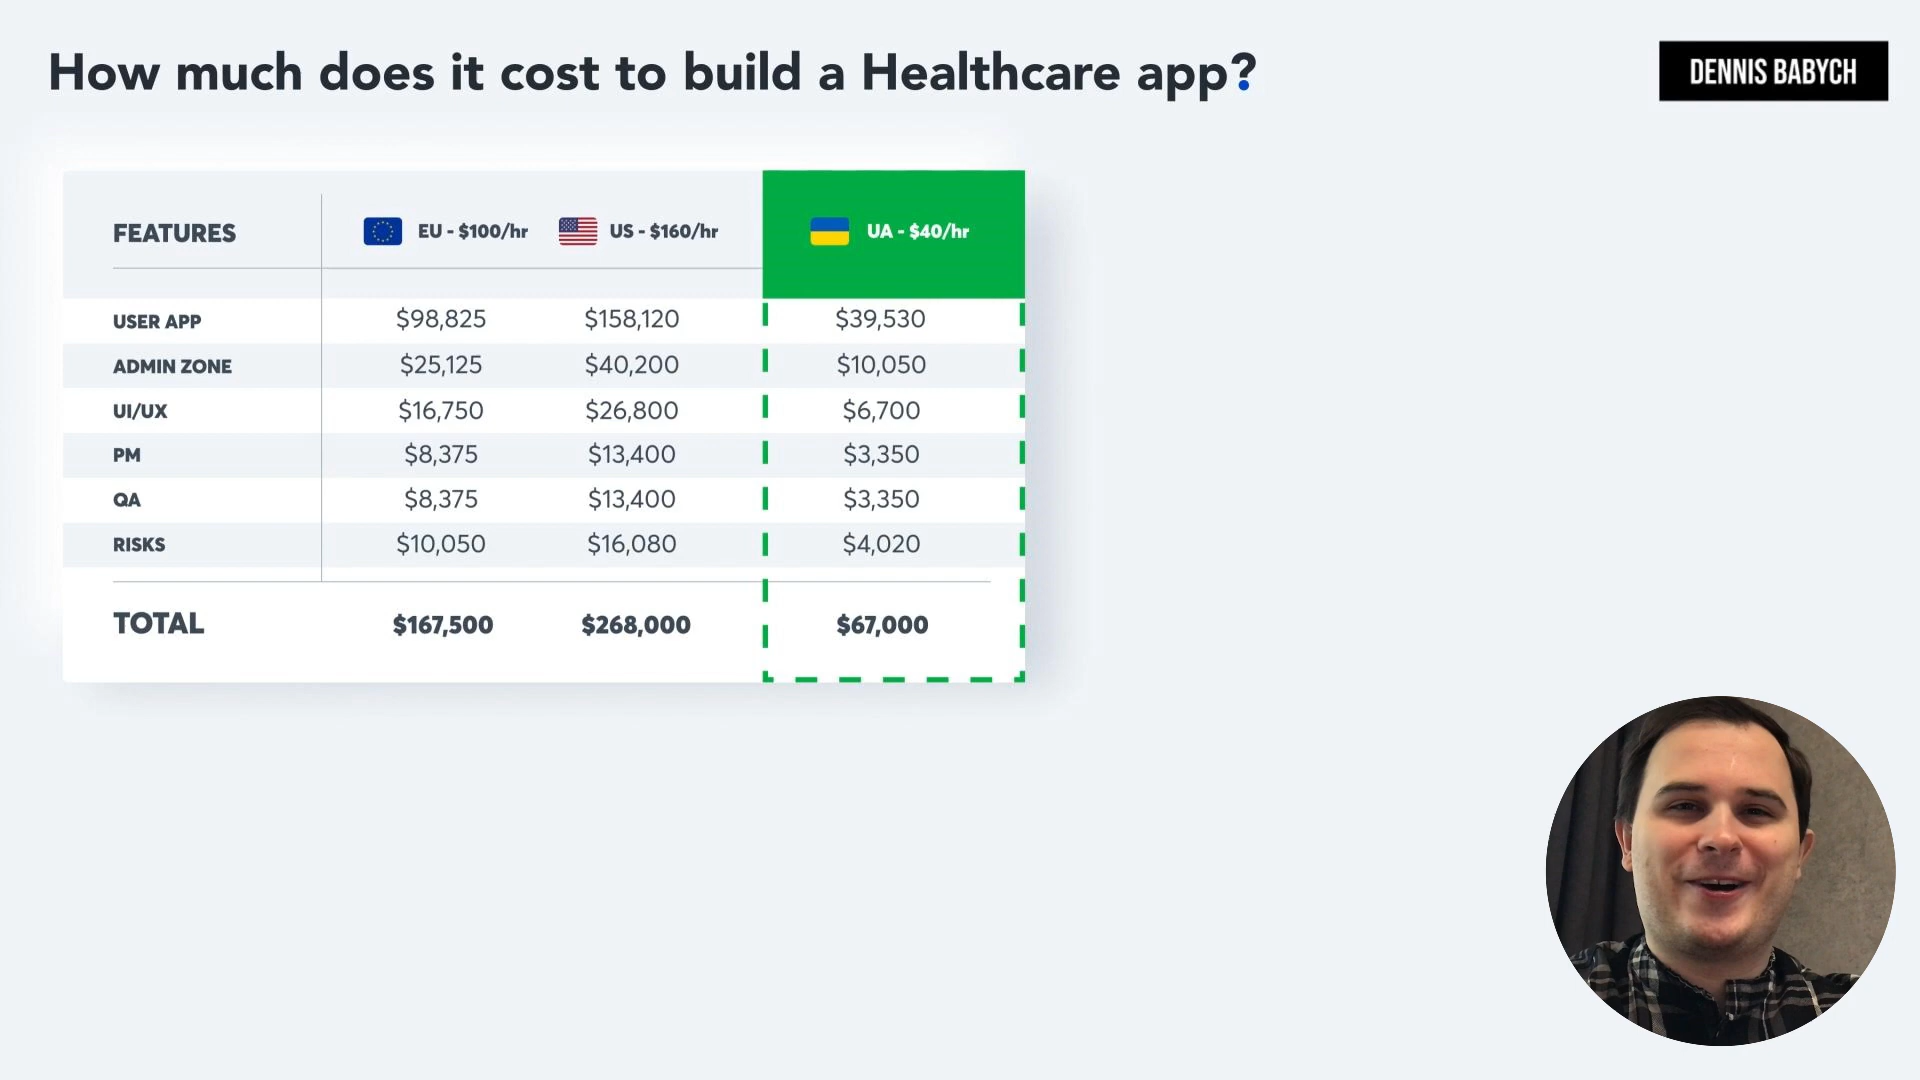 How much does it cost to build a Healthcare app?
DENNIS BABYCH
FEATURES EU - $100/hr US - $160/hr UA - $40/hr
USER APP $98,825 $158,120 $39,530
ADMIN ZONE $25,125 $40,200 $10,050
UI/UX $16,750 $26,800 $6,700
PM $8,375 $13,400 $3,350
QA $8,375 $13,400 $3,350
RISKS $10,050 $16,080 $4,020
TOTAL $167,500 $268,000 $67,000